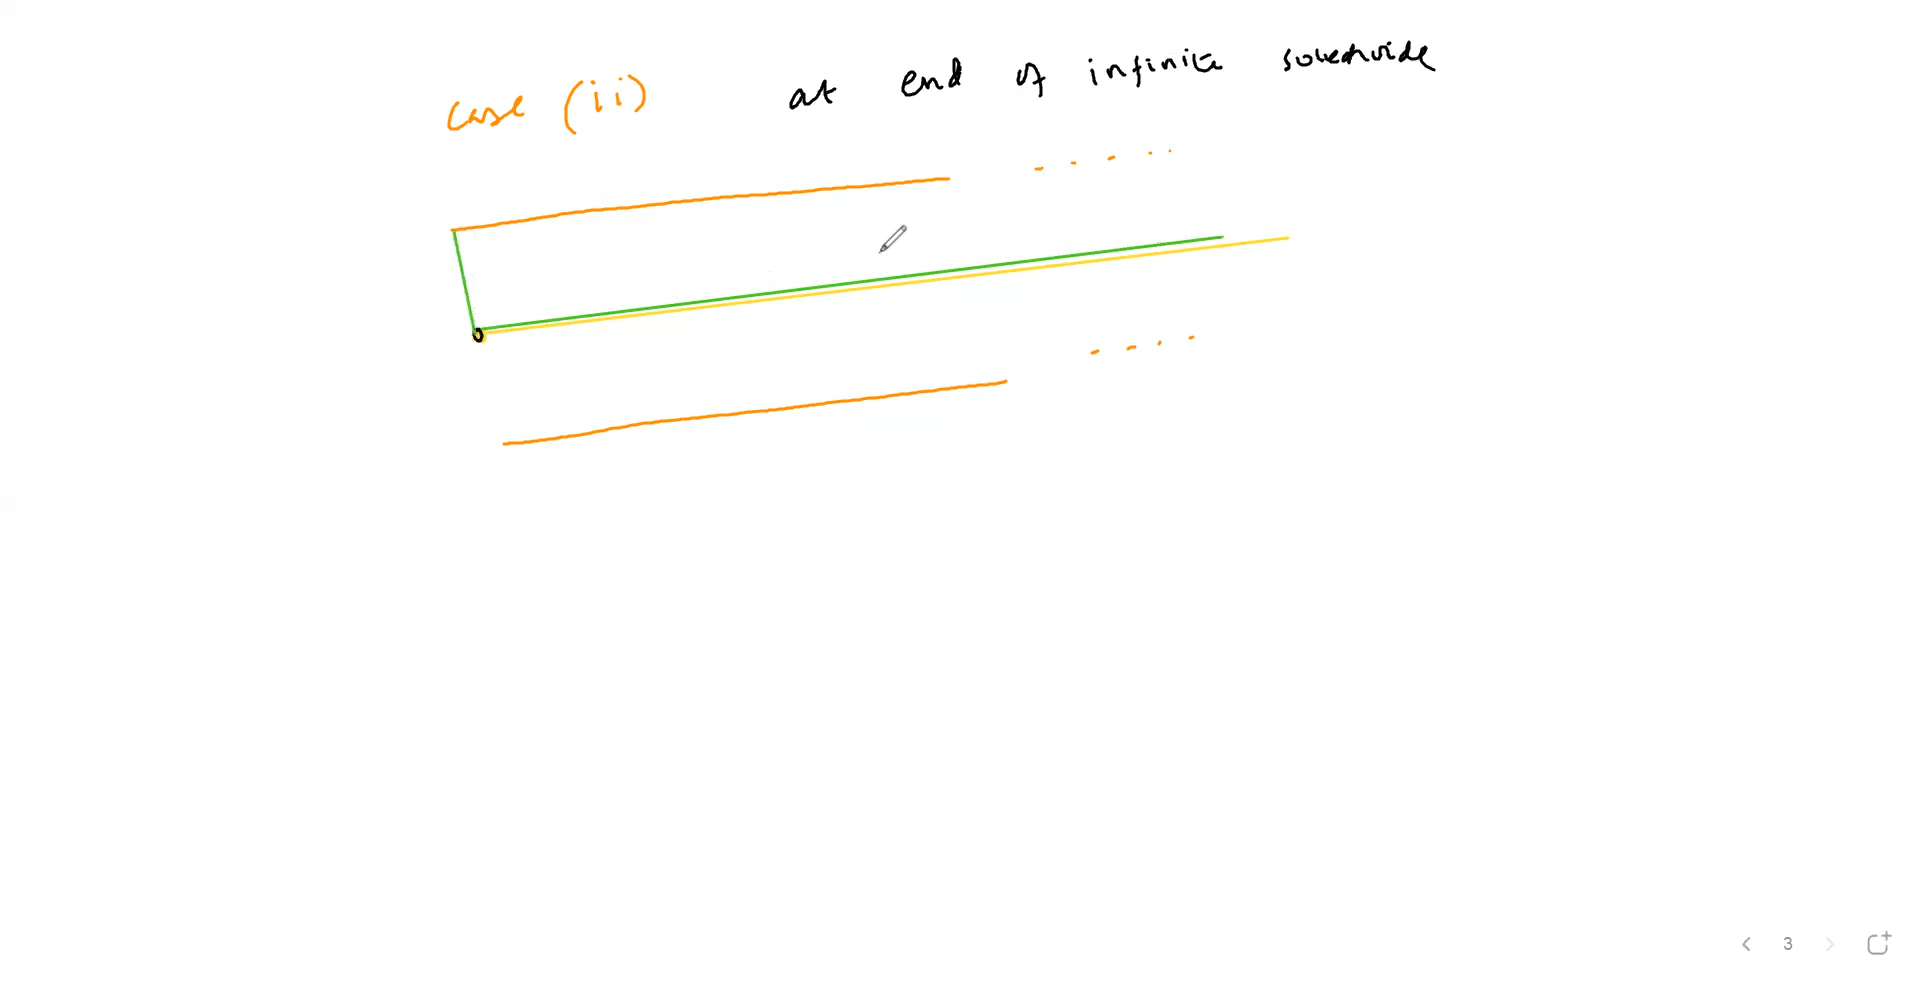 case (ii) at end of infinite solenoide
3